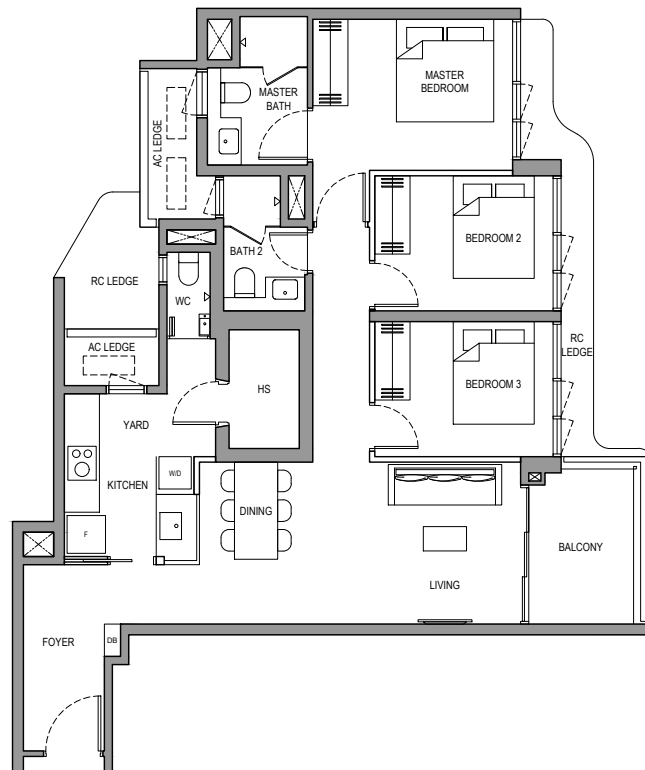 MASTER
BEDROOM
MASTER
BATH
AC LEDGE
BEDROOM 2
BATH 2
RC LEDGE
WC
RC
LEDGE
AC LEDGE
BEDROOM 3
HS
YARD
W/D
KITCHEN
DINING
F
BALCONY
LIVING
FOYER
DB